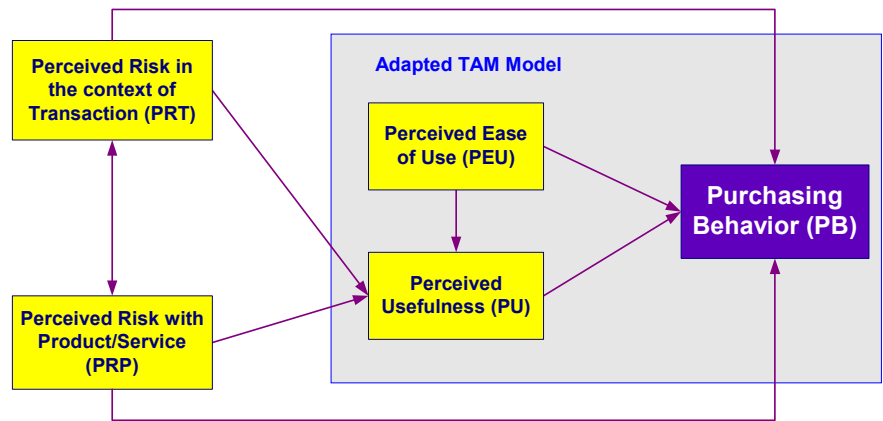 Perceived Risk in
the context of
Transaction (PRT)
Adapted TAM Model
Perceived Ease
of Use (PEU)
Purchasing
Behavior (PB)
Perceived
Usefulness (PU)
Perceived Risk with
Product/Service
(PRP)